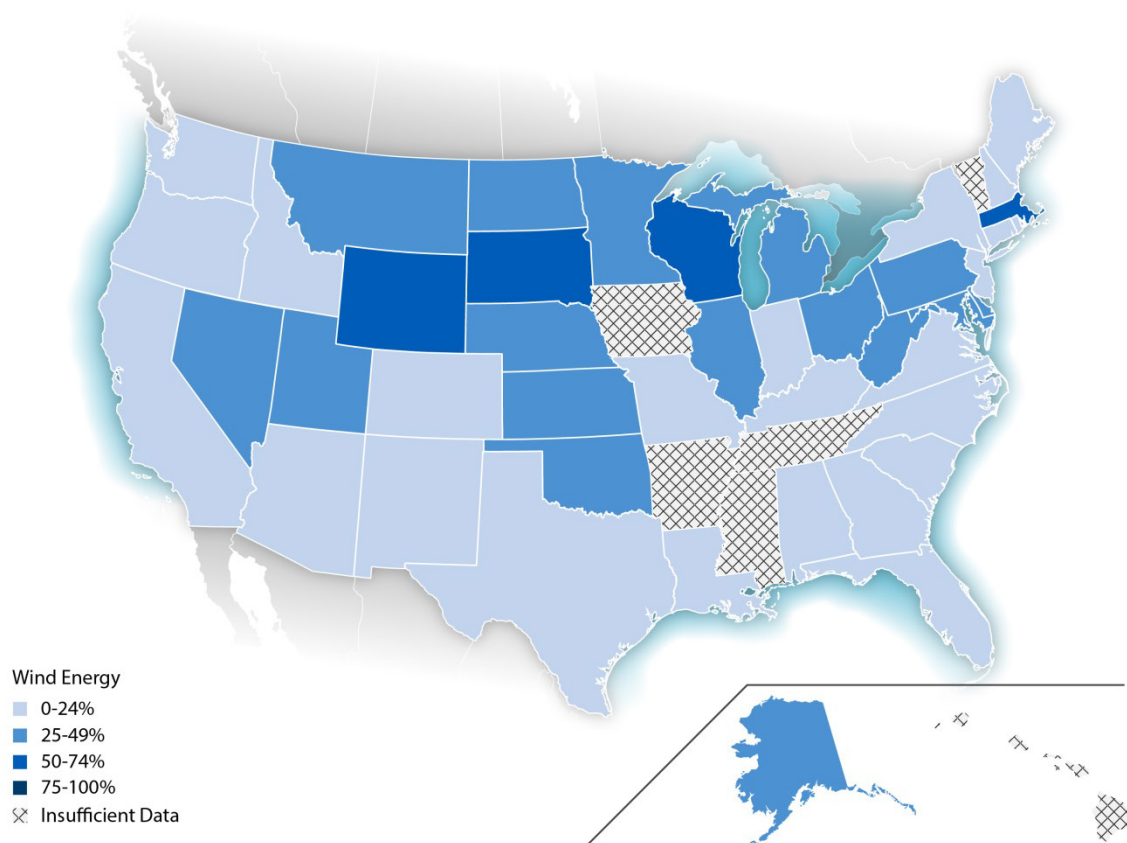 Wind Energy
0-24%
25-49%
50-74%
75-100%
Insufficient Data